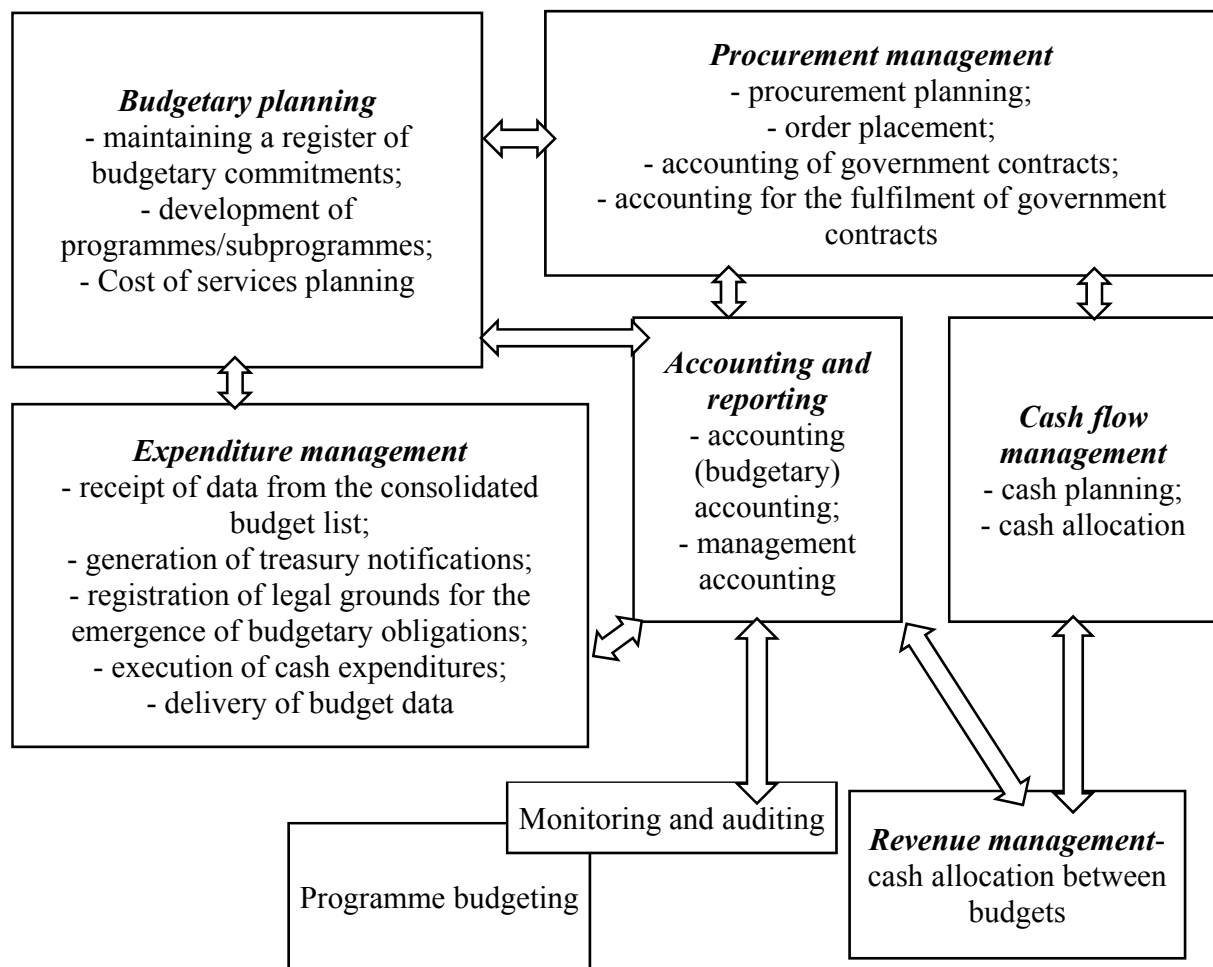 Budgetary planning
- maintaining a register of
budgetary commitments;
- development of
programmes/subprogrammes;
- Cost of services planning
Procurement management
- procurement planning;
- order placement;
- accounting of government contracts;
- accounting for the fulfilment of government
contracts
Expenditure management
- receipt of data from the consolidated
budget list;
- generation of treasury notifications;
- registration of legal grounds for the
emergence of budgetary obligations;
- execution of cash expenditures;
- delivery of budget data
Accounting and
reporting
- accounting
(budgetary)
accounting;
- management
accounting
Cash flow
management
- cash planning;
- cash allocation
Monitoring and auditing
Programme budgeting
Revenue management-
cash allocation between
budgets